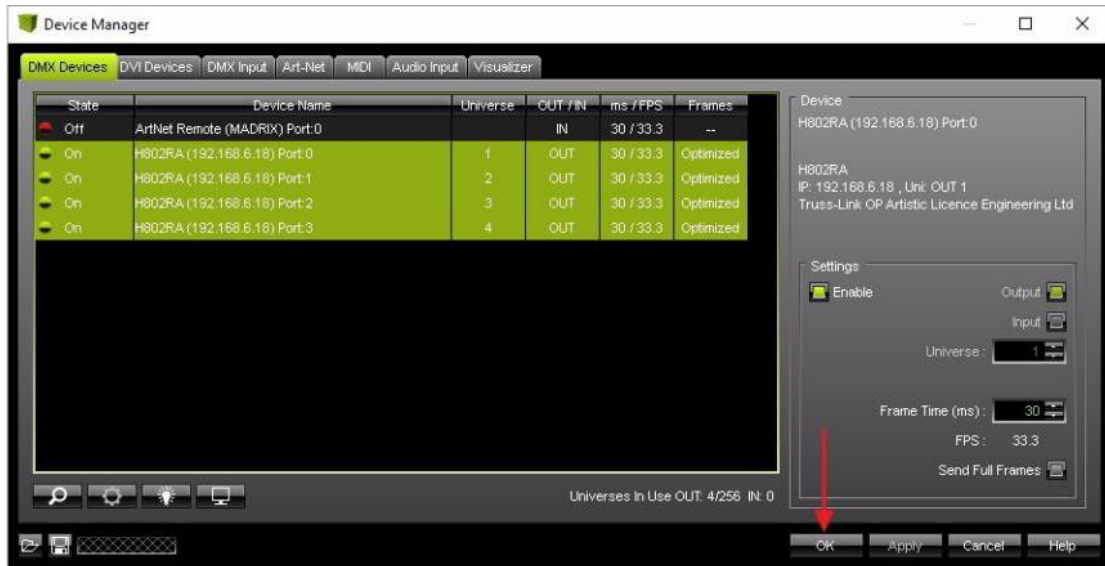 Device Manager
DMX Devices DVI Devices DMX Input Art-Net MIDI Audio Input Visualizer
State Device Name Universe OUT / IN ms / FPS Frames
Off ArtNet Remote (MADRIX) Port:0 IN 30 / 33.3 --
On H802RA (192.168.6.18) Port:0 1 OUT 30 / 33.3 Optimized
On H802RA (192.168.6.18) Port:1 2 OUT 30 / 33.3 Optimized
On H802RA (192.168.6.18) Port:2 3 OUT 30 / 33.3 Optimized
On H802RA (192.168.6.18) Port:3 4 OUT 30 / 33.3 Optimized
Universes In Use OUT: 4/256 IN: 0
Device
H802RA (192.168.6.18) Port:0
H802RA
IP: 192.168.6.18 , Uni: OUT 1
Truss-Link OP Artistic Licence Engineering Ltd
Settings
Enable Output
Input
Universe : 1
Frame Time (ms) : 30
FPS : 33.3
Send Full Frames
OK Apply Cancel Help